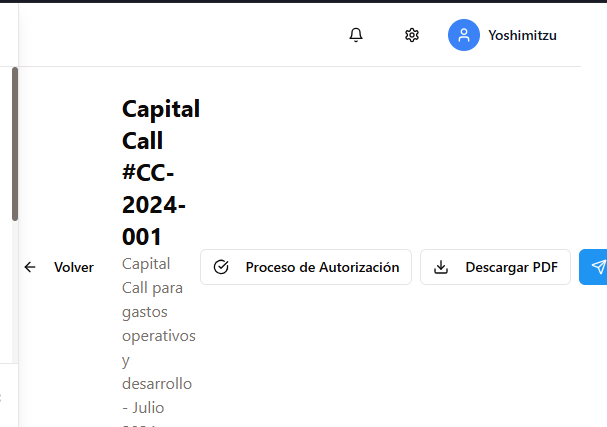 Yoshimitzu
Capital
Call
#CC-
2024-
001
Volver
Capital
Call para
gastos
operativos
y
desarrollo
- Julio
Proceso de Autorización
Descargar PDF